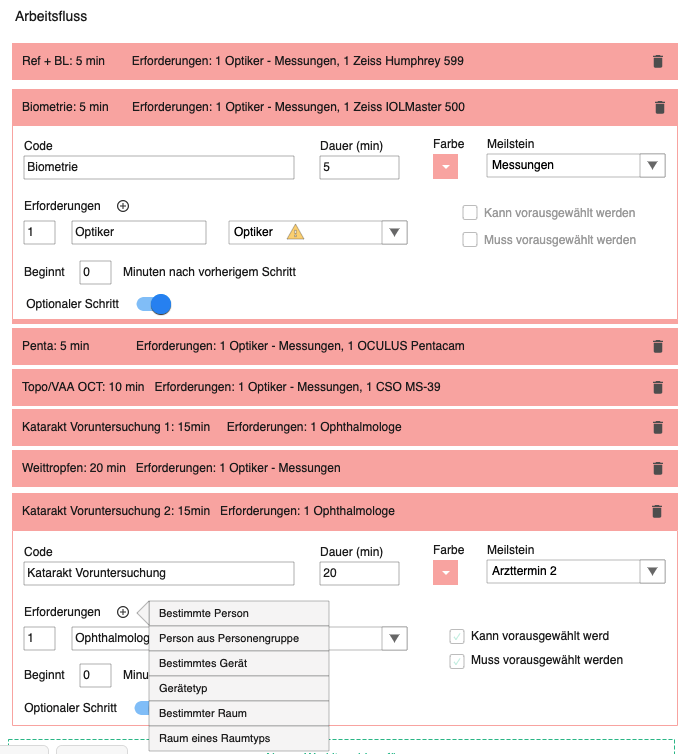 Arbeitsfluss
Ref + BL: 5 min Erforderungen: 1 Optiker - Messungen, 1 Zeiss Humphrey 599
Biometrie: 5 min Erforderungen: 1 Optiker - Messungen, 1 Zeiss IOLMaster 500
Code Dauer (min) Farbe Meilstein
Biometrie 5 Messungen
Erforderungen
1 Optiker Optiker
Kann vorausgewählt werden
Muss vorausgewählt werden
Beginnt 0 Minuten nach vorherigem Schritt
Optionaler Schritt
Penta: 5 min Erforderungen: 1 Optiker - Messungen, 1 OCULUS Pentacam
Topo/VAA OCT: 10 min Erforderungen: 1 Optiker - Messungen, 1 CSO MS-39
Katarakt Voruntersuchung 1: 15min Erforderungen: 1 Ophthalmologe
Weittropfen: 20 min Erforderungen: 1 Optiker - Messungen
Katarakt Voruntersuchung 2: 15min Erforderungen: 1 Ophthalmologe
Code Dauer (min) Farbe Meilstein
Katarakt Voruntersuchung 20 Arzttermin 2
Erforderungen
1 Ophthalmolog
Bestimmte Person
Person aus Personengruppe
Bestimmtes Gerät
Gerätetyp
Bestimmter Raum
Raum eines Raumtyps
Kann vorausgewählt werd
Muss vorausgewählt werden
Beginnt 0 Minu
Optionaler Schritt